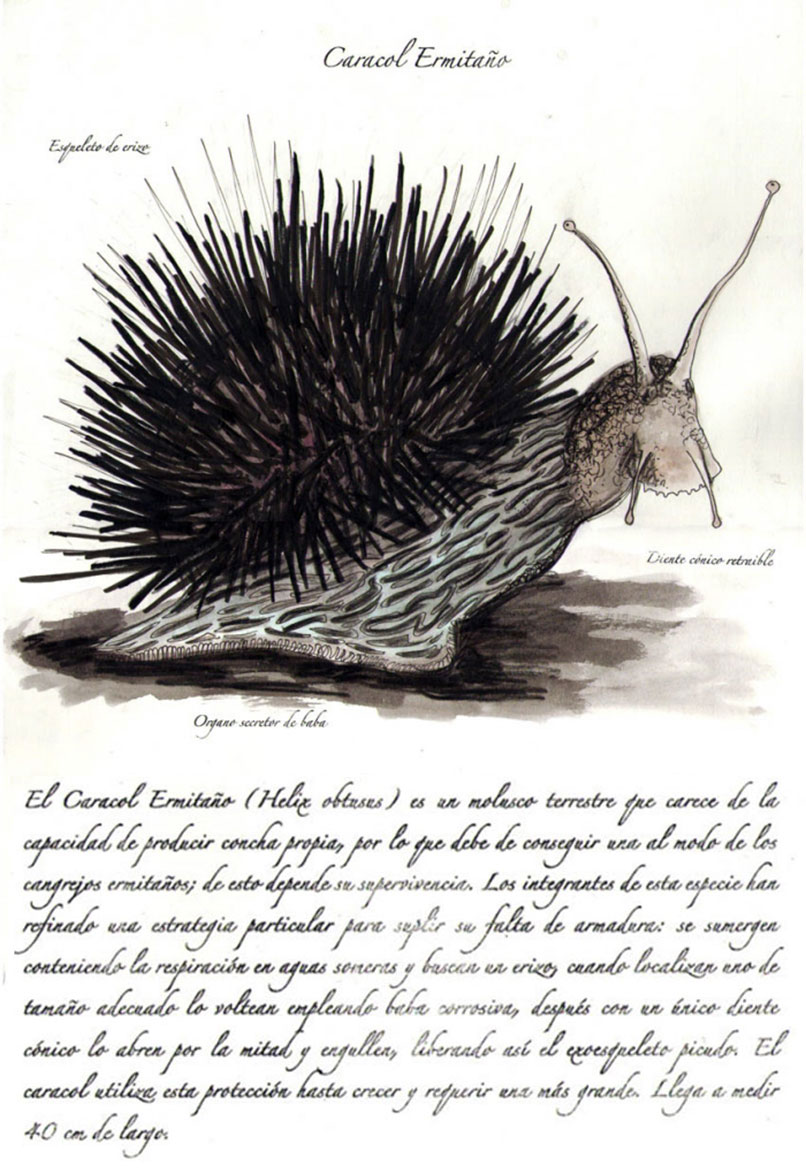 Caracol Ermitaño
Esqueleto de erizo
Diente cónico retraible
Organo secretor de baba
El Caracol Ermitaño (Helix obtusus) es un molusco terrestre que carece de la
capacidad de producir concha propia, por lo que debe de conseguir una al modo de los
cangrejos ermitaños; de esto depende su supervivencia. Los integrantes de esta especie han
refinado una estrategia particular para suplir su falta de armadura: se sumergen
conteniendo la respiración en aguas someras y buscan un erizo, cuando localizan uno de
tamaño adecuado lo voltean empleando baba corrosiva, después con un único diente
cónico lo abren por la mitad y engullen, liberando así el exoesqueleto picudo. El
caracol utiliza esta protección hasta crecer y requerir una más grande. Llega a medir
40 cm de largo.